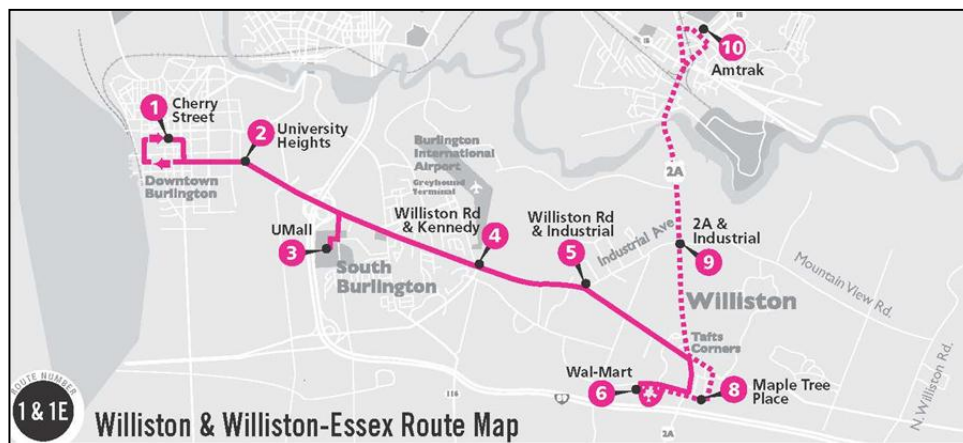 10
Amtrak
1
Cherry
Street
2
University
Heights
Burlington
International
Airport
Greyhound
Terminal
2A
Downtown
Burlington
UMall
3
Williston Rd
& Kennedy
4
Williston Rd
& Industrial
5
Industrial Ave
2A &
Industrial
9
South
Burlington
Mountain View Rd.
Williston
Tafts
Corners
N. Williston Rd.
Wal-Mart
6
8
Maple Tree
Place
ROUTE NUMBER
1 & 1E
116
2A
Williston & Williston-Essex Route Map